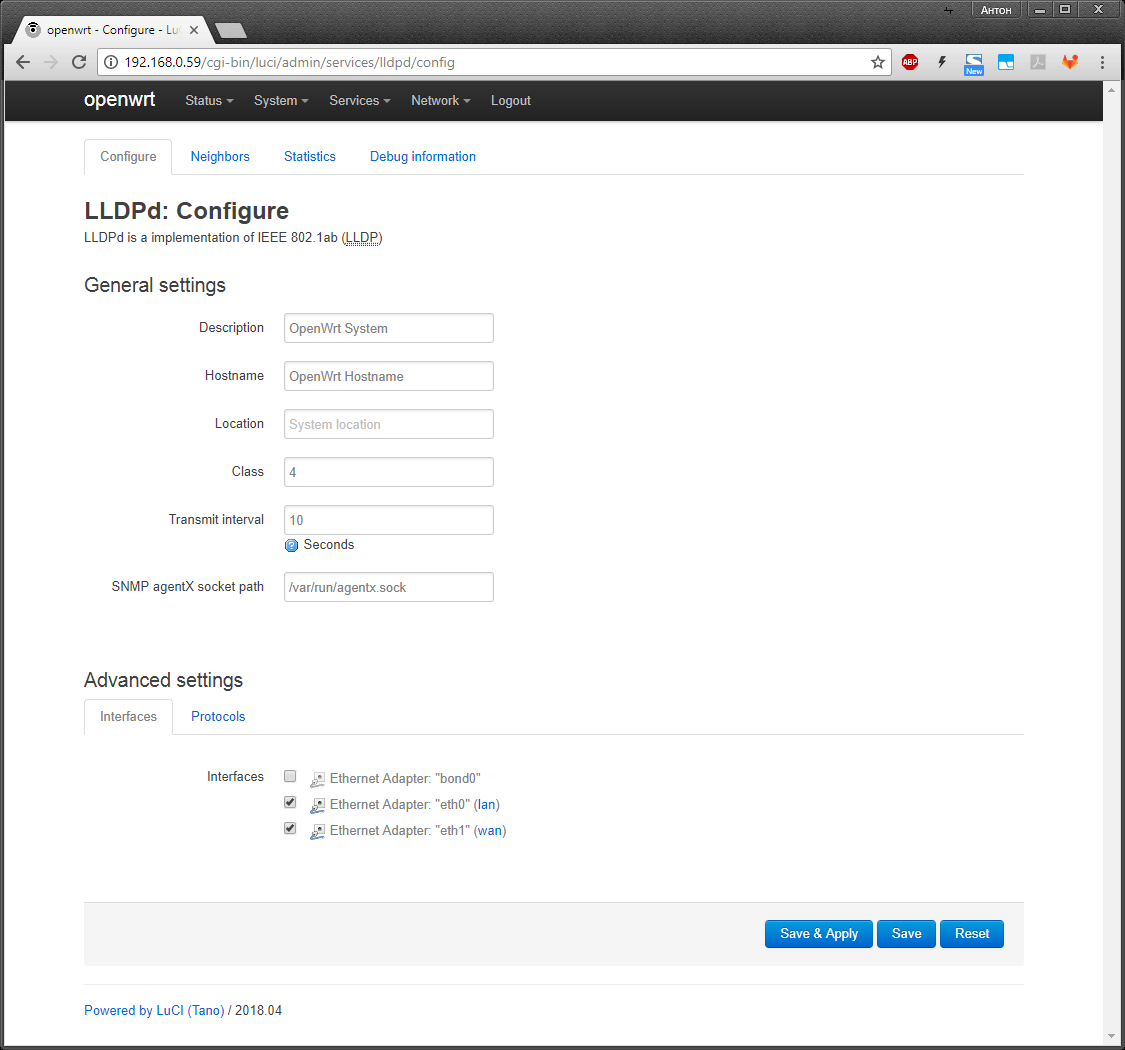 Антон
openwrt - Configure - Lu
192.168.0.59/cgi-bin/luci/admin/services/lldpd/config
ABP
New
openwrt Status System Services Network Logout
Configure Neighbors Statistics Debug information
LLDPd: Configure
LLDPd is a implementation of IEEE 802.1ab (LLDP)
General settings
Description OpenWrt System
Hostname OpenWrt Hostname
Location System location
Class 4
Transmit interval 10
Seconds
SNMP agentX socket path /var/run/agentx.sock
Advanced settings
Interfaces Protocols
Interfaces Ethernet Adapter: "bond0"
Ethernet Adapter: "eth0" (lan)
Ethernet Adapter: "eth1" (wan)
Save & Apply Save Reset
Powered by LuCI (Tano) / 2018.04